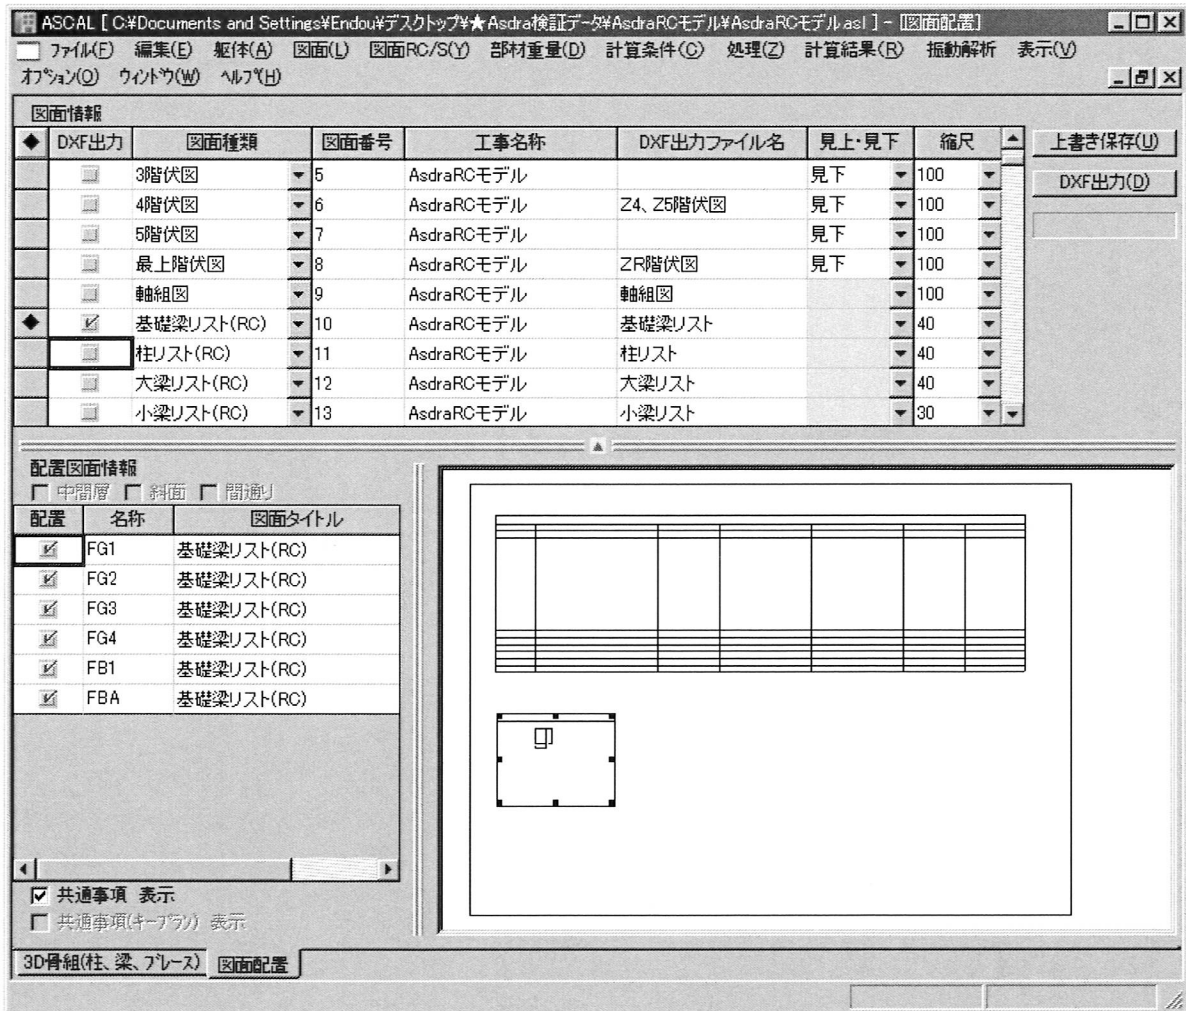 ASCAL [ C:¥Documents and Settings¥Endou¥デスクトップ¥★Asdra検証データ¥AsdraRCモデル¥AsdraRCモデル.asl ] - [図面配置]
ファイル(F) 編集(E) 躯体(A) 図面(L) 図面RC/S(Y) 部材重量(D) 計算条件(C) 処理(Z) 計算結果(R) 振動解析 表示(V)
オプション(O) ウィンドウ(W) ヘルプ(H)
図面情報
◆ DXF出力 図面種類 図面番号 工事名称 DXF出力ファイル名 見上・見下 縮尺
上書き保存(U)
3階伏図 5 AsdraRCモデル 見下 100
DXF出力(D)
4階伏図 6 AsdraRCモデル Z4、Z5階伏図 見下 100
5階伏図 7 AsdraRCモデル 見下 100
最上階伏図 8 AsdraRCモデル ZR階伏図 見下 100
軸組図 9 AsdraRCモデル 軸組図 100
◆ 基礎梁リスト(RC) 10 AsdraRCモデル 基礎梁リスト 40
柱リスト(RC) 11 AsdraRCモデル 柱リスト 40
大梁リスト(RC) 12 AsdraRCモデル 大梁リスト 40
小梁リスト(RC) 13 AsdraRCモデル 小梁リスト 30
配置図面情報
中間層 斜面 間通り
配置 名称 図面タイトル
FG1 基礎梁リスト(RC)
FG2 基礎梁リスト(RC)
FG3 基礎梁リスト(RC)
FG4 基礎梁リスト(RC)
FB1 基礎梁リスト(RC)
FBA 基礎梁リスト(RC)
共通事項 表示
共通事項(キープラン) 表示
3D骨組(柱、梁、ブレース) 図面配置